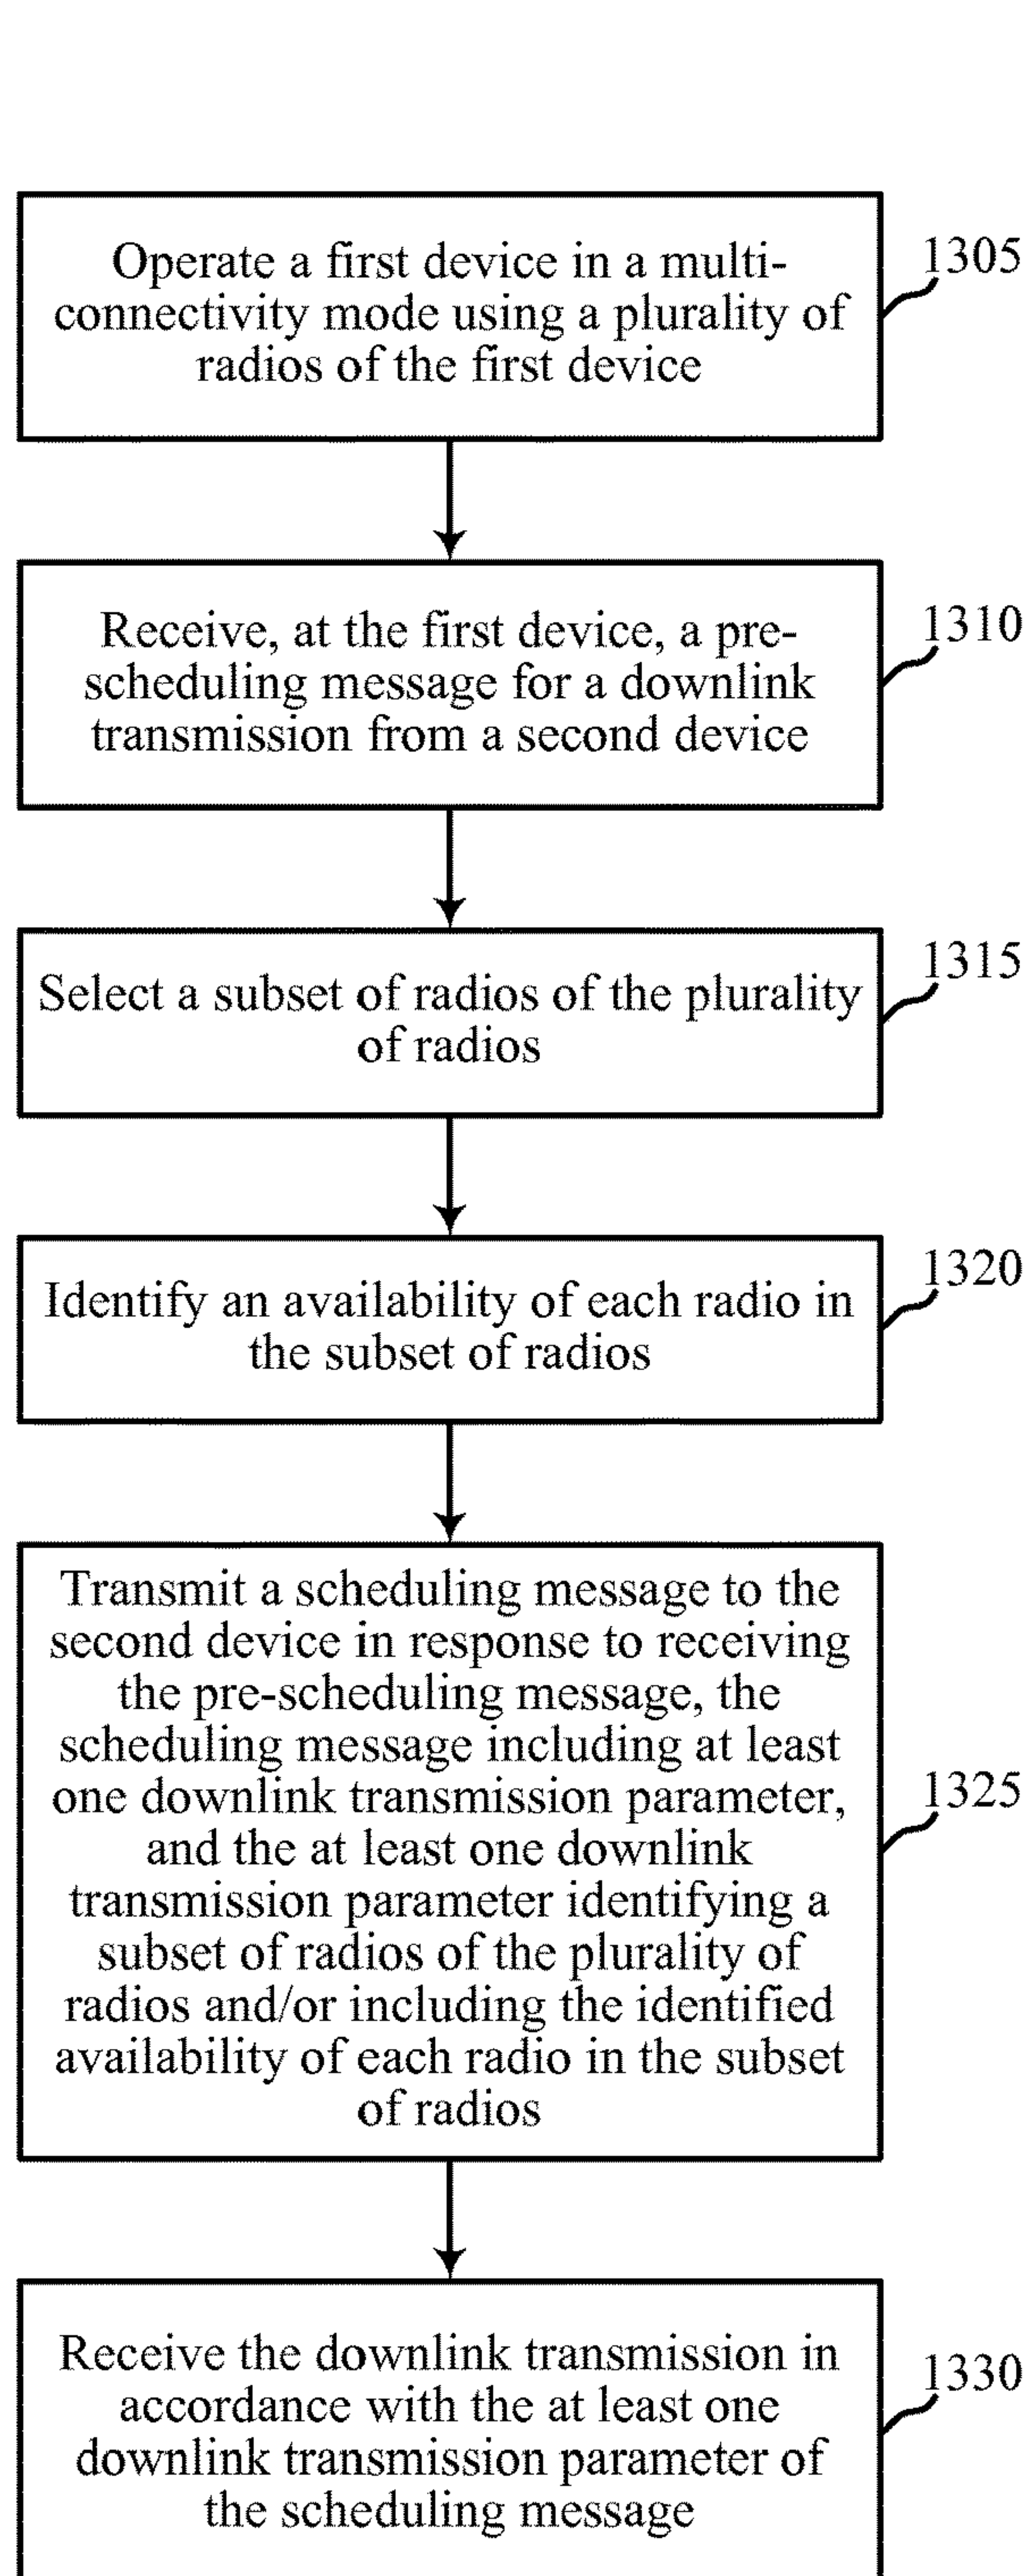 Operate a first device in a multi-
connectivity mode using a plurality of
radios of the first device
1305
Receive, at the first device, a pre-
scheduling message for a downlink
transmission from a second device
1310
Select a subset of radios of the plurality
of radios
1315
Identify an availability of each radio in
the subset of radios
1320
Transmit a scheduling message to the
second device in response to receiving
the pre-scheduling message, the
scheduling message including at least
one downlink transmission parameter,
and the at least one downlink
transmission parameter identifying a
subset of radios of the plurality of
radios and/or including the identified
availability of each radio in the subset
of radios
1325
Receive the downlink transmission in
accordance with the at least one
downlink transmission parameter of
the scheduling message
1330